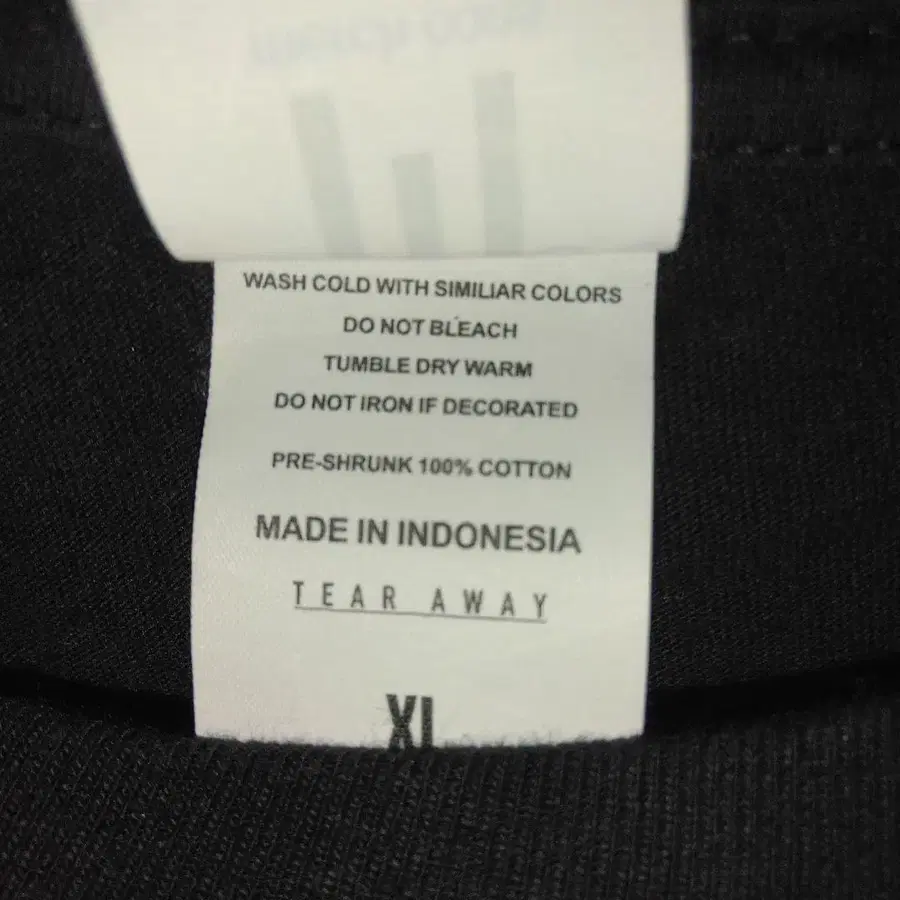 WASH COLD WITH SIMILIAR COLORS
DO NOT BLEACH
TUMBLE DRY WARM
DO NOT IRON IF DECORATED
PRE-SHRUNK 100% COTTON
MADE IN INDONESIA
TEAR AWAY
XL